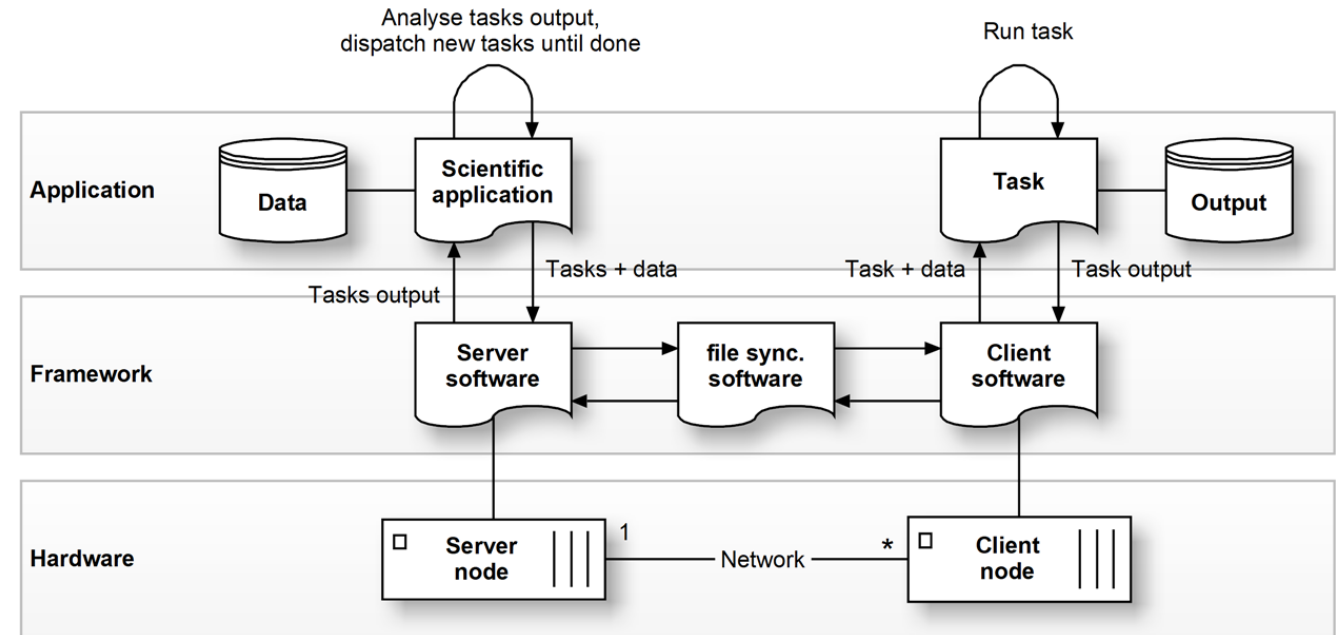 Analyse tasks output,
dispatch new tasks until done
Run task
Application
Data
Scientific
application
Task
Output
Tasks output
Tasks + data
Task + data
Task output
Framework
Server
software
file sync.
software
Client
software
Hardware
Server
node
1
Network
*
Client
node